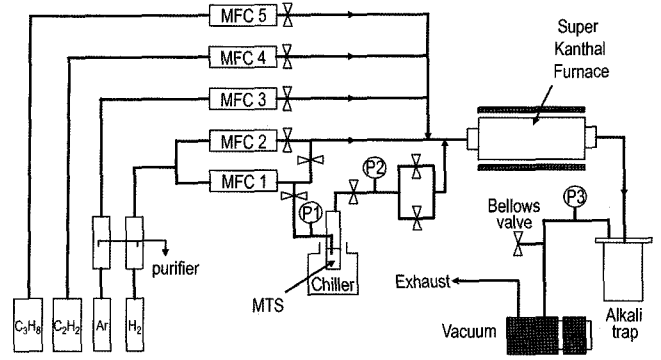 MFC 5
MFC 4
MFC 3
MFC 2
MFC 1
Super
Kanthal
Furnace
P1
P2
P3
Bellows
valve
purifier
MTS
Chiller
Exhaust
Vacuum
Alkali
trap
C₃H₈
C₂H₂
Ar
H₂